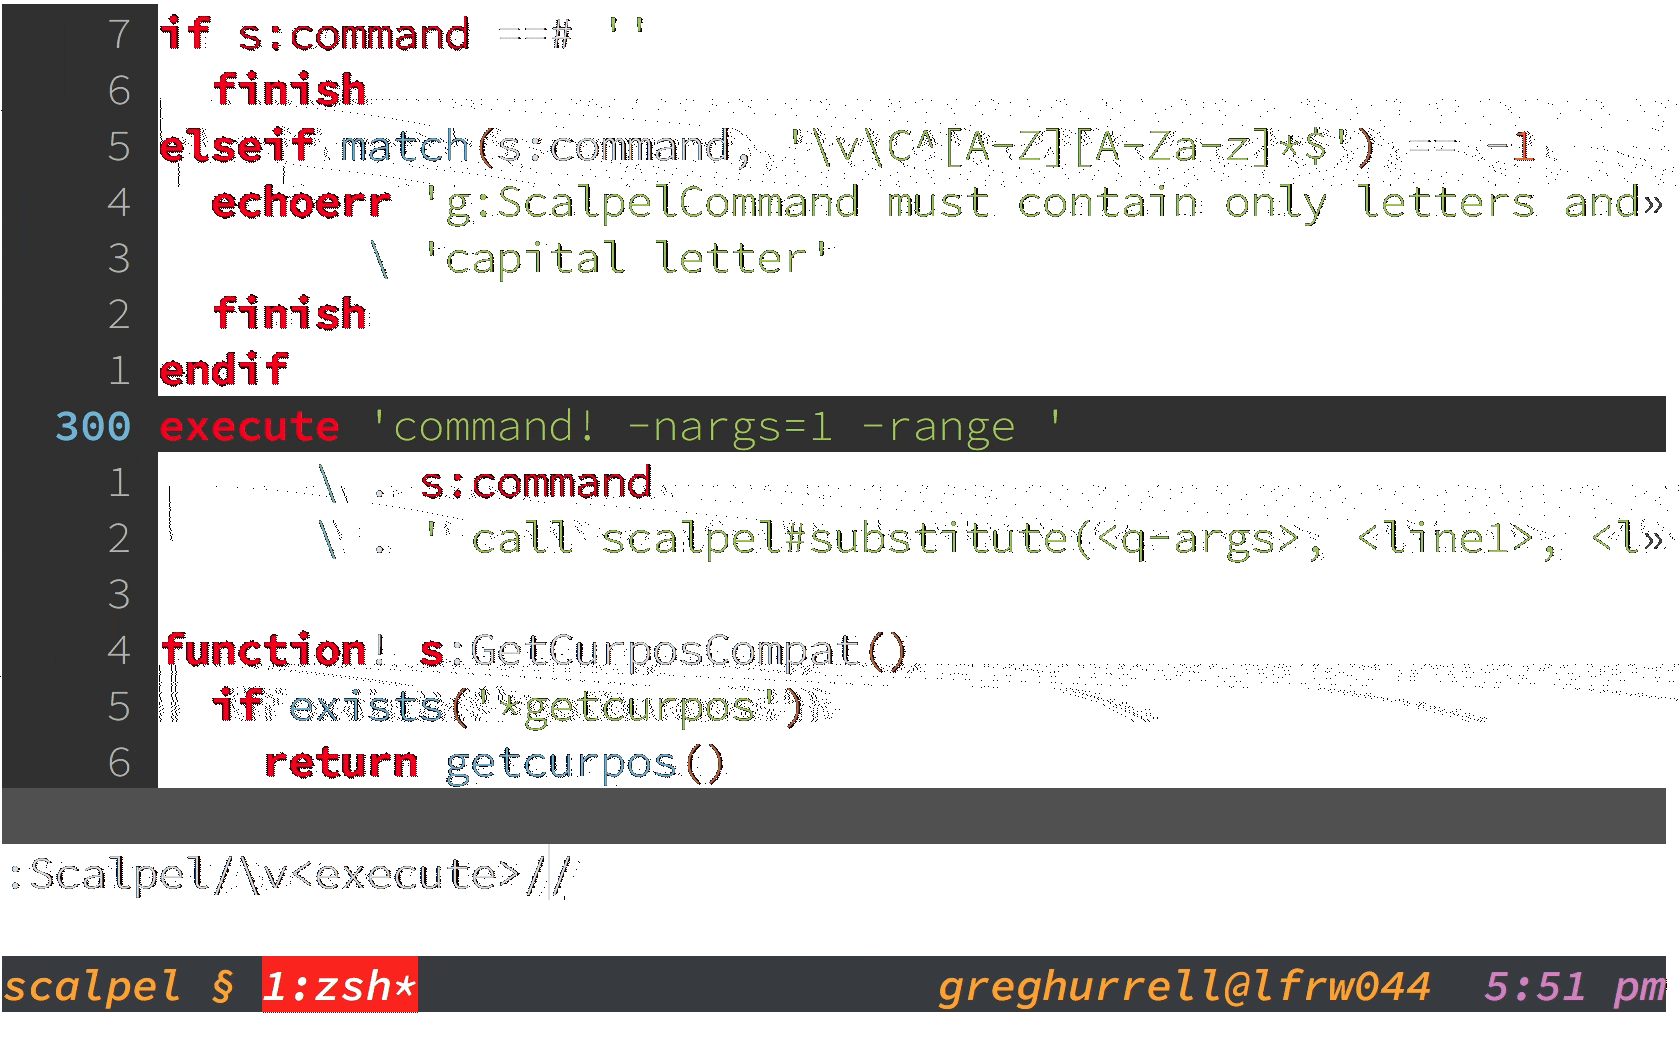 7 if s:command ==# ''
6   finish
5 elseif match(s:command, '\v\C^[A-Z][A-Za-z]*$') == -1
4   echoerr 'g:ScalpelCommand must contain only letters and»
3         \ 'capital letter'
2   finish
1 endif
300 execute 'command! -nargs=1 -range '
1       \ . s:command
2       \ . ' call scalpel#substitute(<q-args>, <line1>, <l»
3
4 function! s:GetCurposCompat()
5   if exists('*getcurpos')
6     return getcurpos()
:Scalpel/\v<execute>//
scalpel § 1:zsh* greghurrell@lfrw044 5:51 pm